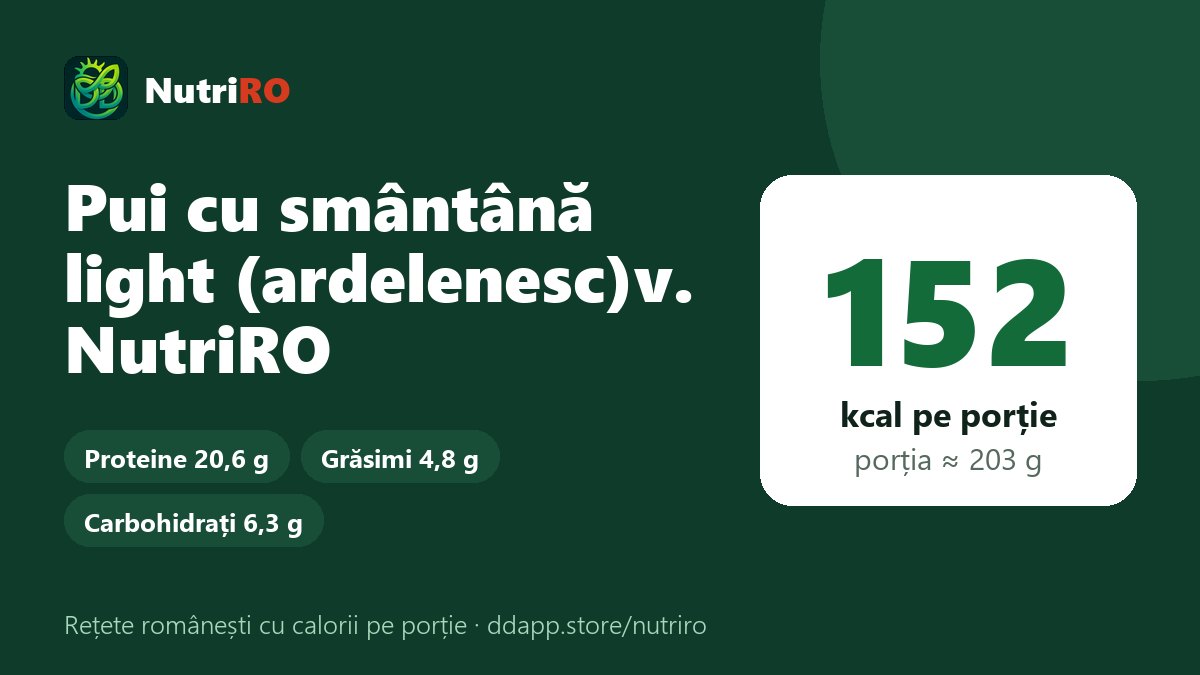 NutriRO
Pui cu smântână
light (ardelenesc)v.
NutriRO
152
kcal pe porție
porția ≈ 203 g
Proteine 20,6 g
Grăsimi 4,8 g
Carbohidrați 6,3 g
Rețete românești cu calorii pe porție · ddapp.store/nutriro